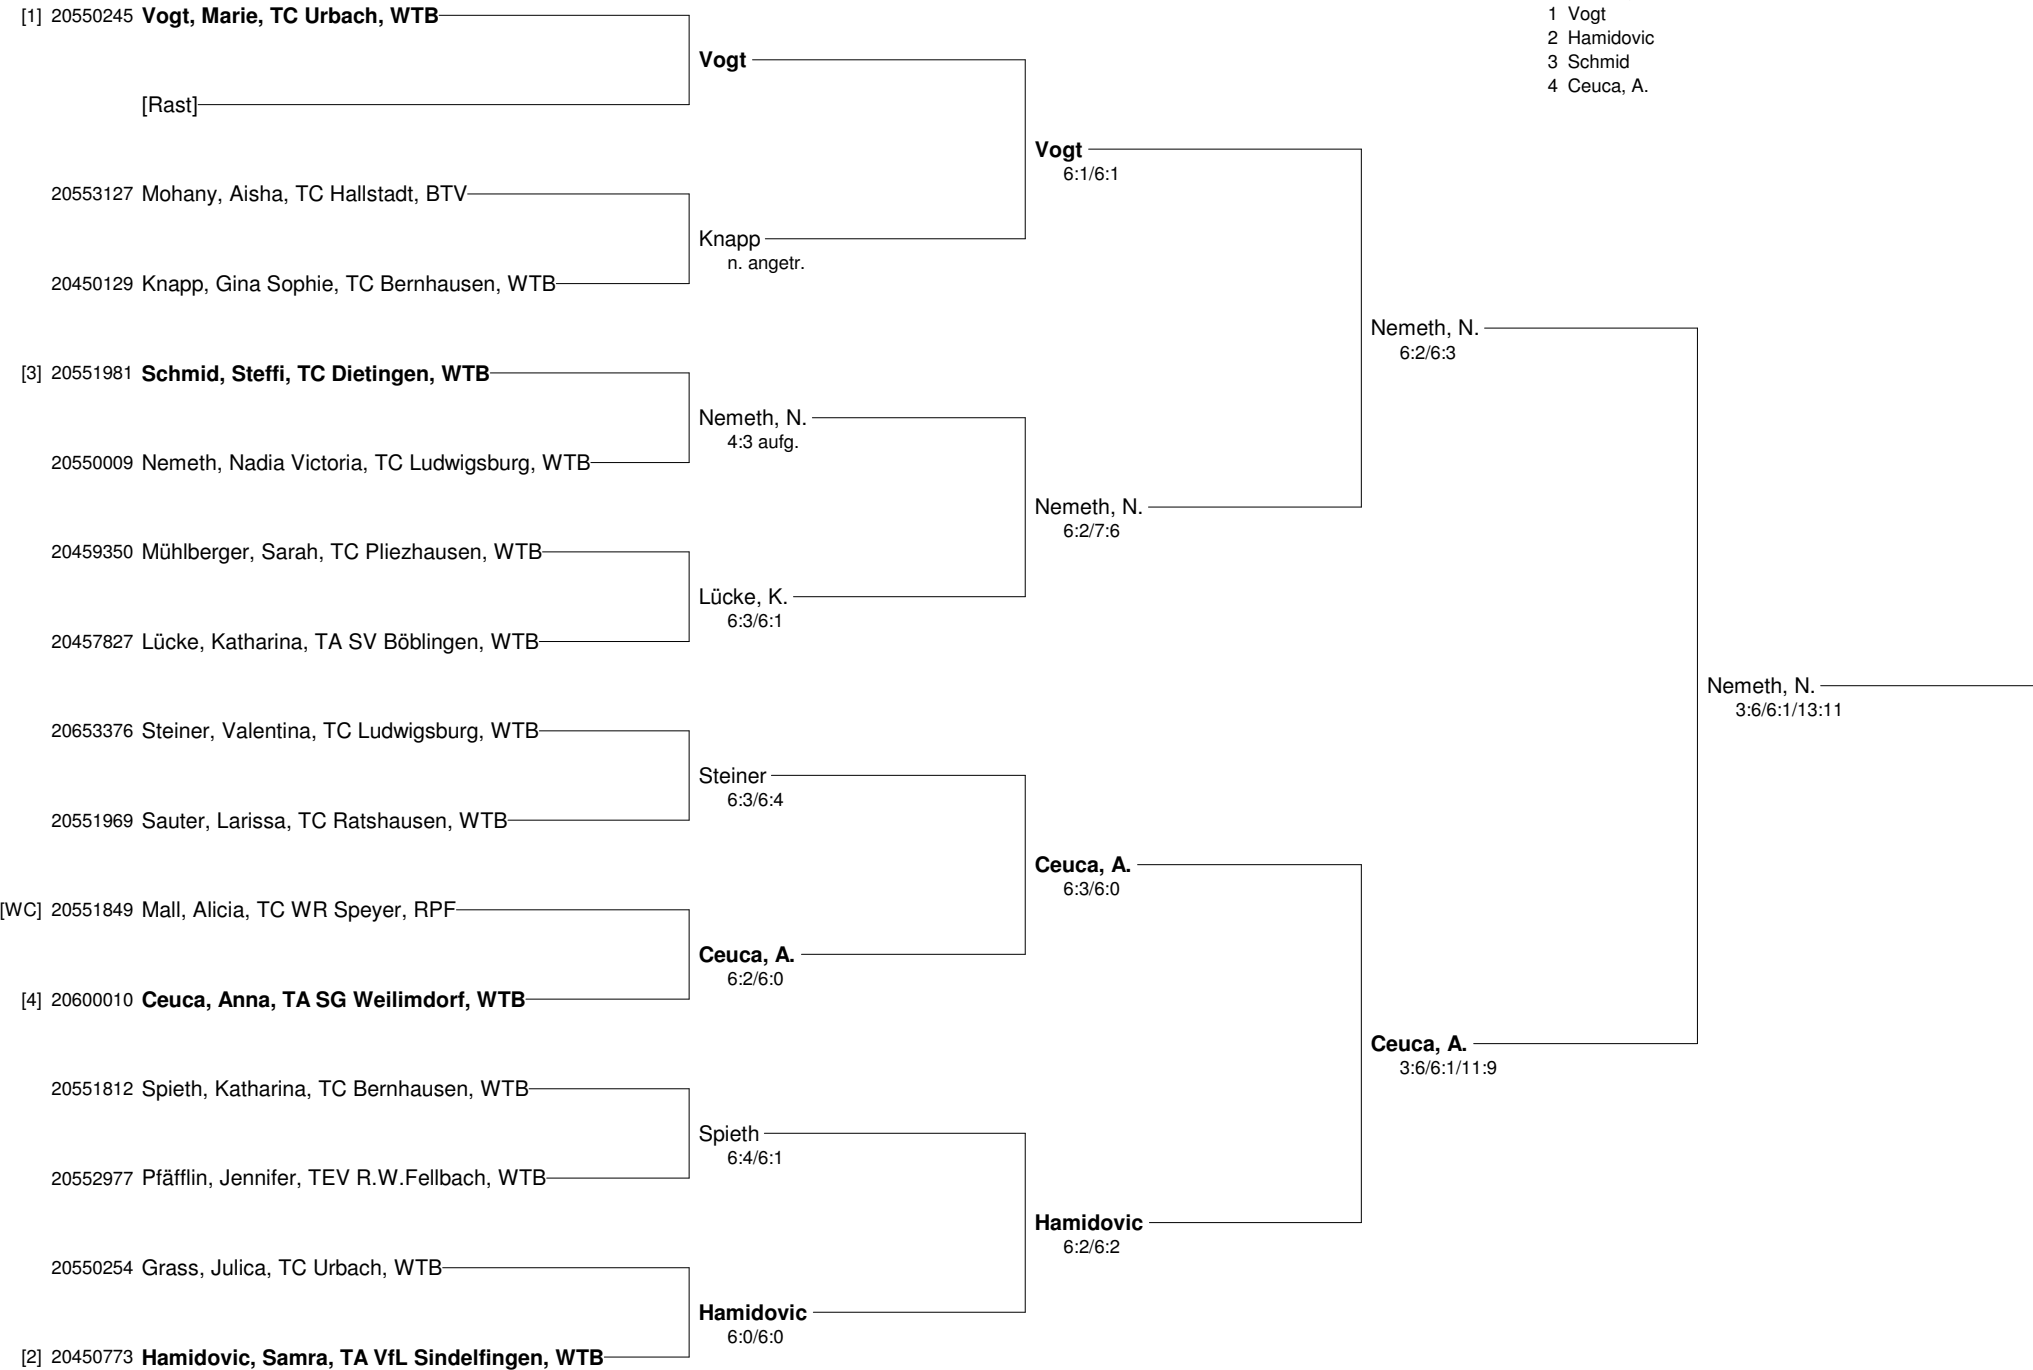 [1] 20550245 Vogt, Marie, TC Urbach, WTB
[Rast]
20553127 Mohany, Aisha, TC Hallstadt, BTV
20450129 Knapp, Gina Sophie, TC Bernhausen, WTB
[3] 20551981 Schmid, Steffi, TC Dietingen, WTB
20550009 Nemeth, Nadia Victoria, TC Ludwigsburg, WTB
20459350 Mühlberger, Sarah, TC Pliezhausen, WTB
20457827 Lücke, Katharina, TA SV Böblingen, WTB
20653376 Steiner, Valentina, TC Ludwigsburg, WTB
20551969 Sauter, Larissa, TC Ratshausen, WTB
[WC] 20551849 Mall, Alicia, TC WR Speyer, RPF
[4] 20600010 Ceuca, Anna, TA SG Weilimdorf, WTB
20551812 Spieth, Katharina, TC Bernhausen, WTB
20552977 Pfäfflin, Jennifer, TEV R.W.Fellbach, WTB
20550254 Grass, Julica, TC Urbach, WTB
[2] 20450773 Hamidovic, Samra, TA VfL Sindelfingen, WTB
Vogt
Knapp
n. angetr.
Nemeth, N.
4:3 aufg.
Lücke, K.
6:3/6:1
Steiner
6:3/6:4
Ceuca, A.
6:2/6:0
Spieth
6:4/6:1
Hamidovic
6:0/6:0
Vogt
6:1/6:1
Nemeth, N.
6:2/7:6
Ceuca, A.
6:3/6:0
Hamidovic
6:2/6:2
Nemeth, N.
6:2/6:3
Ceuca, A.
3:6/6:1/11:9
Nemeth, N.
3:6/6:1/13:11
1 Vogt
2 Hamidovic
3 Schmid
4 Ceuca, A.